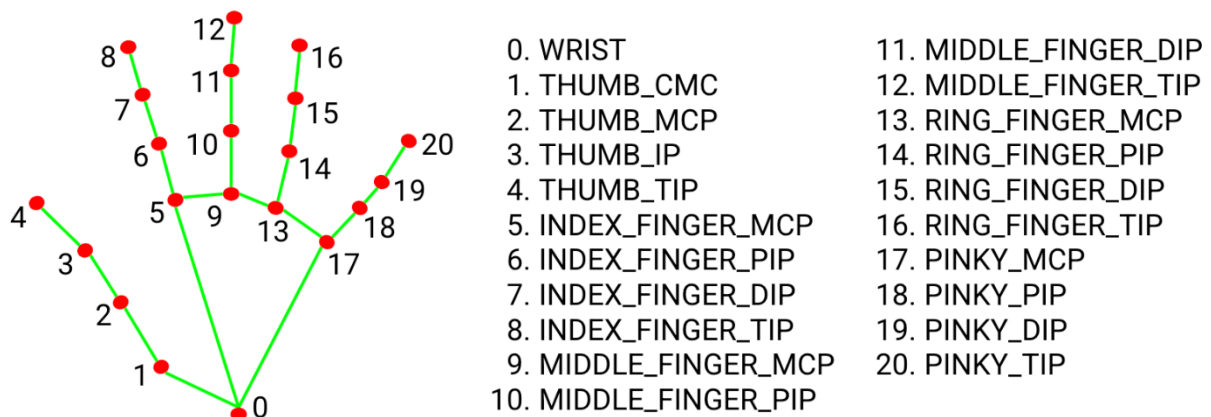 12
8
16
11
7
15
10
6
20
14
19
4
5
9
18
13
3
17
2
1
0
0. WRIST
1. THUMB_CMC
2. THUMB_MCP
3. THUMB_IP
4. THUMB_TIP
5. INDEX_FINGER_MCP
6. INDEX_FINGER_PIP
7. INDEX_FINGER_DIP
8. INDEX_FINGER_TIP
9. MIDDLE_FINGER_MCP
10. MIDDLE_FINGER_PIP
11. MIDDLE_FINGER_DIP
12. MIDDLE_FINGER_TIP
13. RING_FINGER_MCP
14. RING_FINGER_PIP
15. RING_FINGER_DIP
16. RING_FINGER_TIP
17. PINKY_MCP
18. PINKY_PIP
19. PINKY_DIP
20. PINKY_TIP